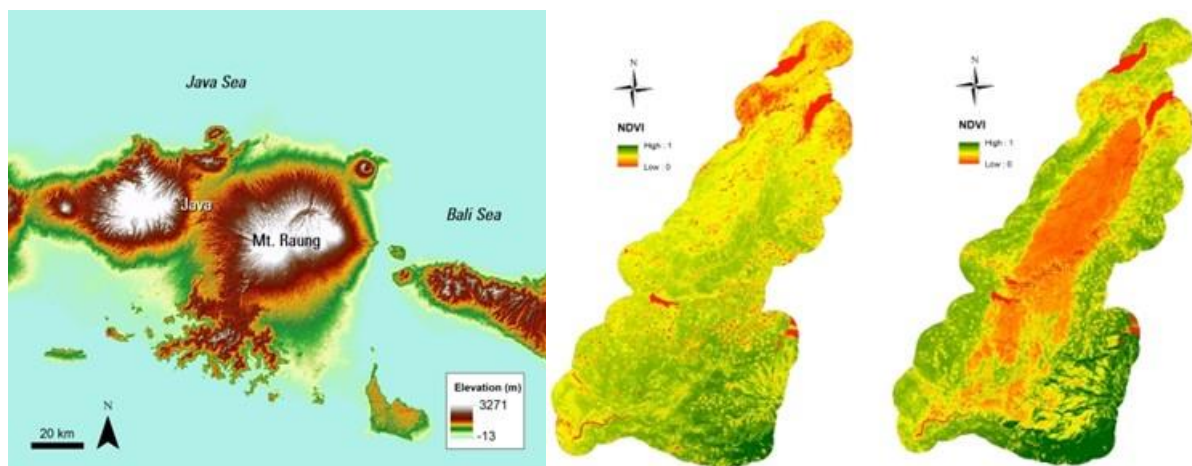 Java Sea
Java
Bali Sea
Mt. Raung
Elevation (m)
3271
-13
N
20 km
N
NDVI
High : 1
Low : 0
N
NDVI
High : 1
Low : 0